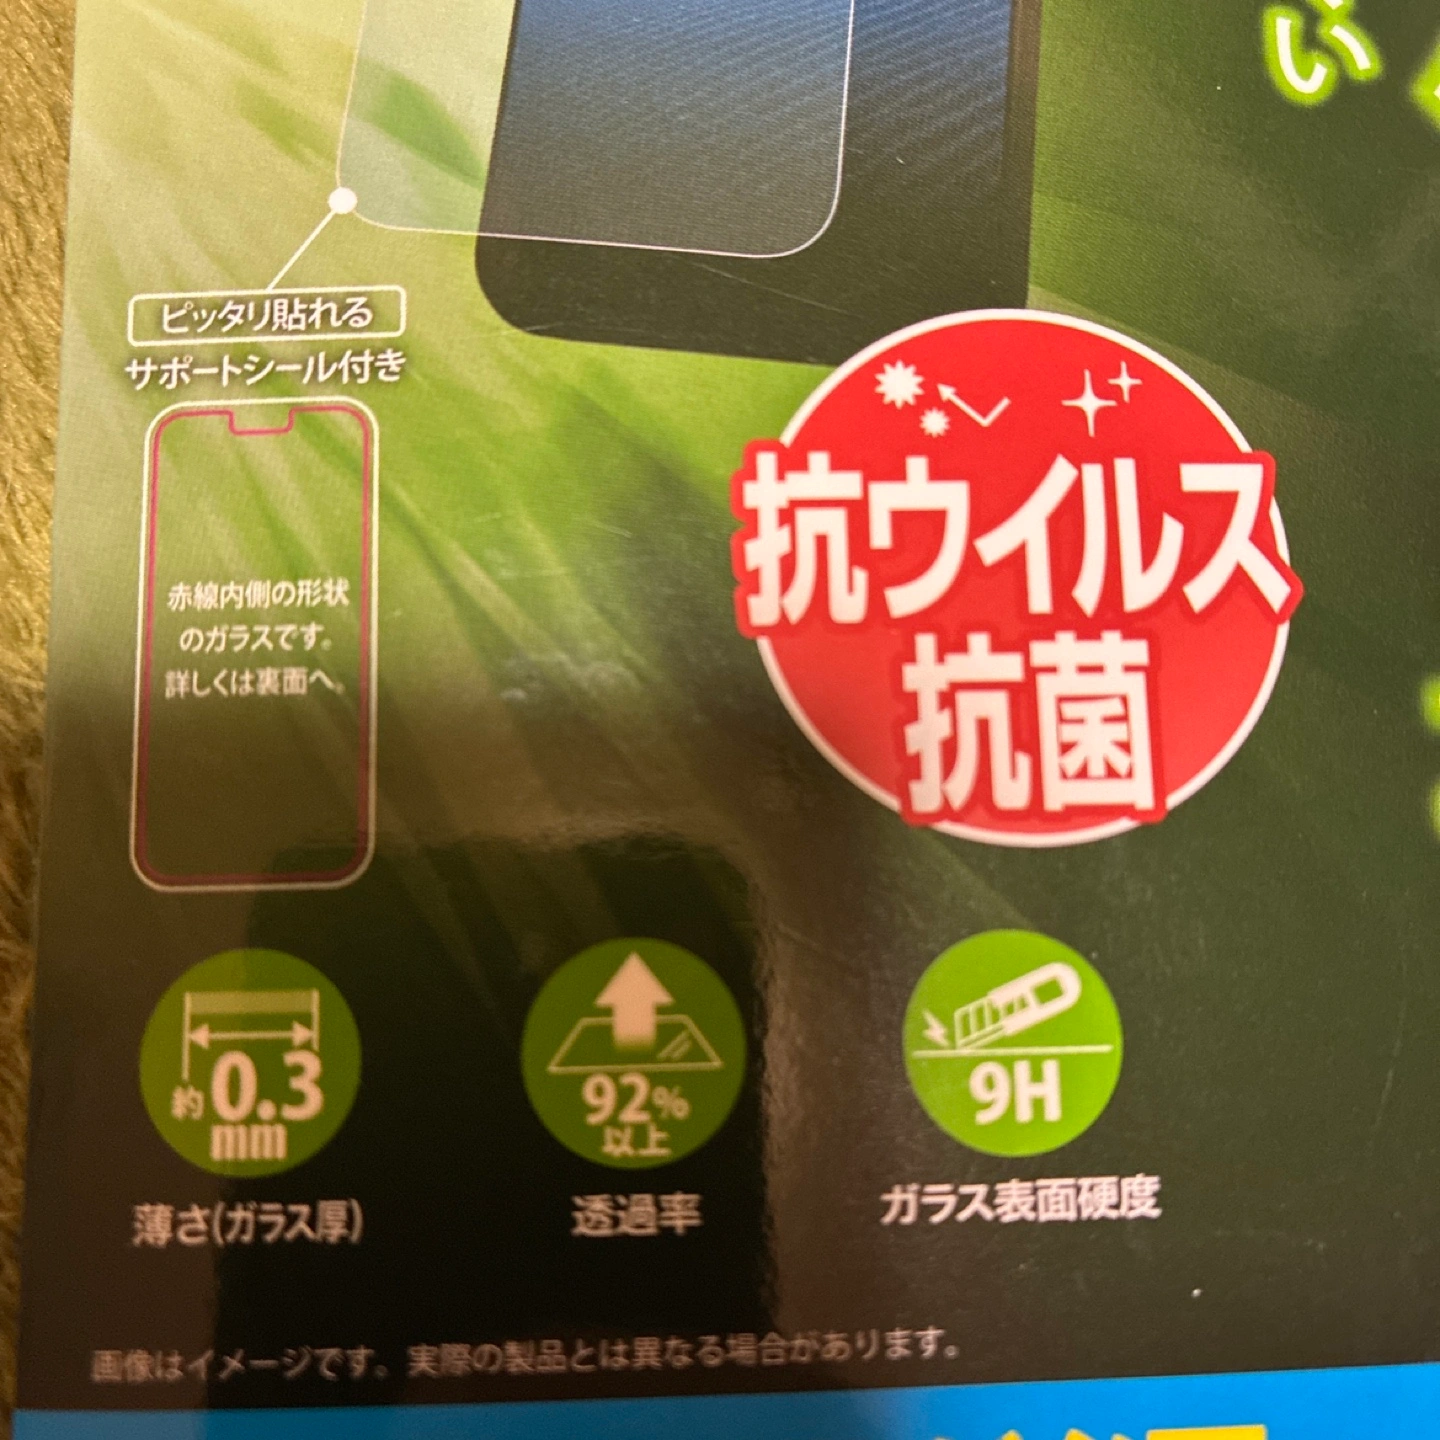 い
ピッタリ貼れる
サポートシール付き
赤線内側の形状
のガラスです。
詳しくは裏面へ。
抗ウイルス
抗菌
約0.3
mm
薄さ(ガラス厚)
92%
以上
透過率
9H
ガラス表面硬度
画像はイメージです。実際の製品とは異なる場合があります。